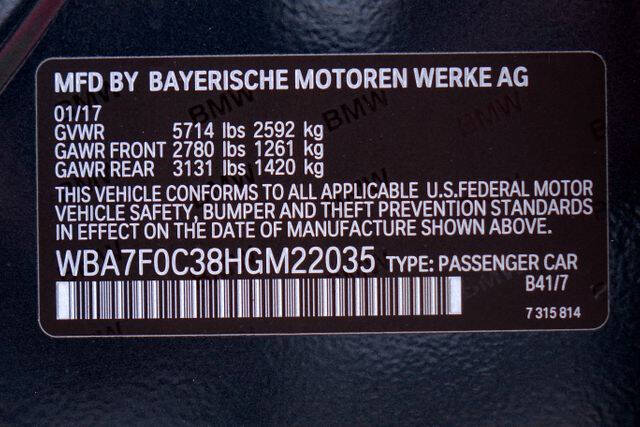 MFD BY BAYERISCHE MOTOREN WERKE AG
01/17
GVWR 5714 lbs 2592 kg
GAWR FRONT 2780 lbs 1261 kg
GAWR REAR 3131 lbs 1420 kg
THIS VEHICLE CONFORMS TO ALL APPLICABLE U.S.FEDERAL MOTOR
VEHICLE SAFETY, BUMPER AND THEFT PREVENTION STANDARDS
IN EFFECT ON THE DATE OF MANUFACTURE SHOWN ABOVE.
WBA7F0C38HGM22035 TYPE: PASSENGER CAR
B41/7
7 315 814